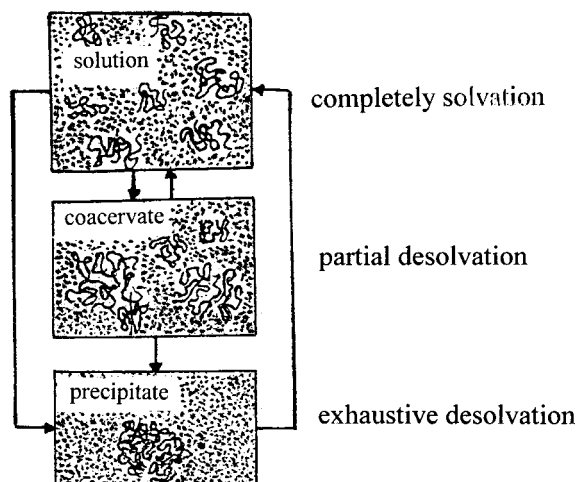 solution
completely solvation
coacervate
partial desolvation
precipitate
exhaustive desolvation